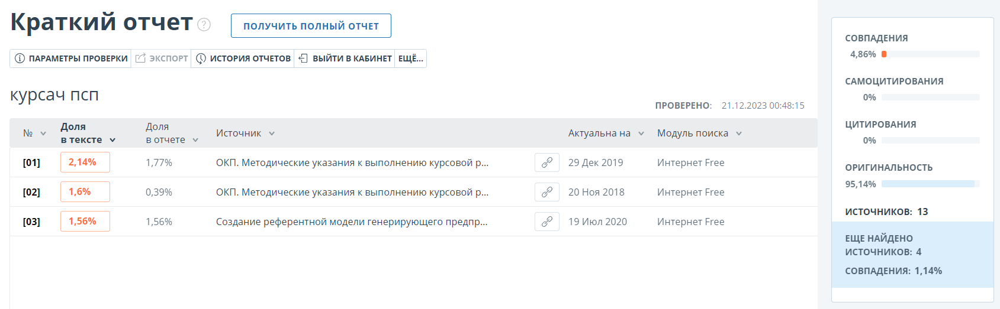 Краткий отчет
?
ПОЛУЧИТЬ ПОЛНЫЙ ОТЧЕТ
ПАРАМЕТРЫ ПРОВЕРКИ ЭКСПОРТ ИСТОРИЯ ОТЧЕТОВ ВЫЙТИ В КАБИНЕТ ЕЩЁ...
курсач псп
ПРОВЕРЕНО: 21.12.2023 00:48:15
№ Доля в тексте Доля в отчете Источник Актуальна на Модуль поиска
[01] 2,14% 1,77% ОКП. Методические указания к выполнению курсовой р... 29 Дек 2019 Интернет Free
[02] 1,6% 0,39% ОКП. Методические указания к выполнению курсовой р... 20 Ноя 2018 Интернет Free
[03] 1,56% 1,56% Создание референтной модели генерирующего предпр... 19 Июл 2020 Интернет Free
СОВПАДЕНИЯ
4,86%
САМОЦИТИРОВАНИЯ
0%
ЦИТИРОВАНИЯ
0%
ОРИГИНАЛЬНОСТЬ
95,14%
ИСТОЧНИКОВ: 13
ЕЩЕ НАЙДЕНО
ИСТОЧНИКОВ: 4
СОВПАДЕНИЯ: 1,14%